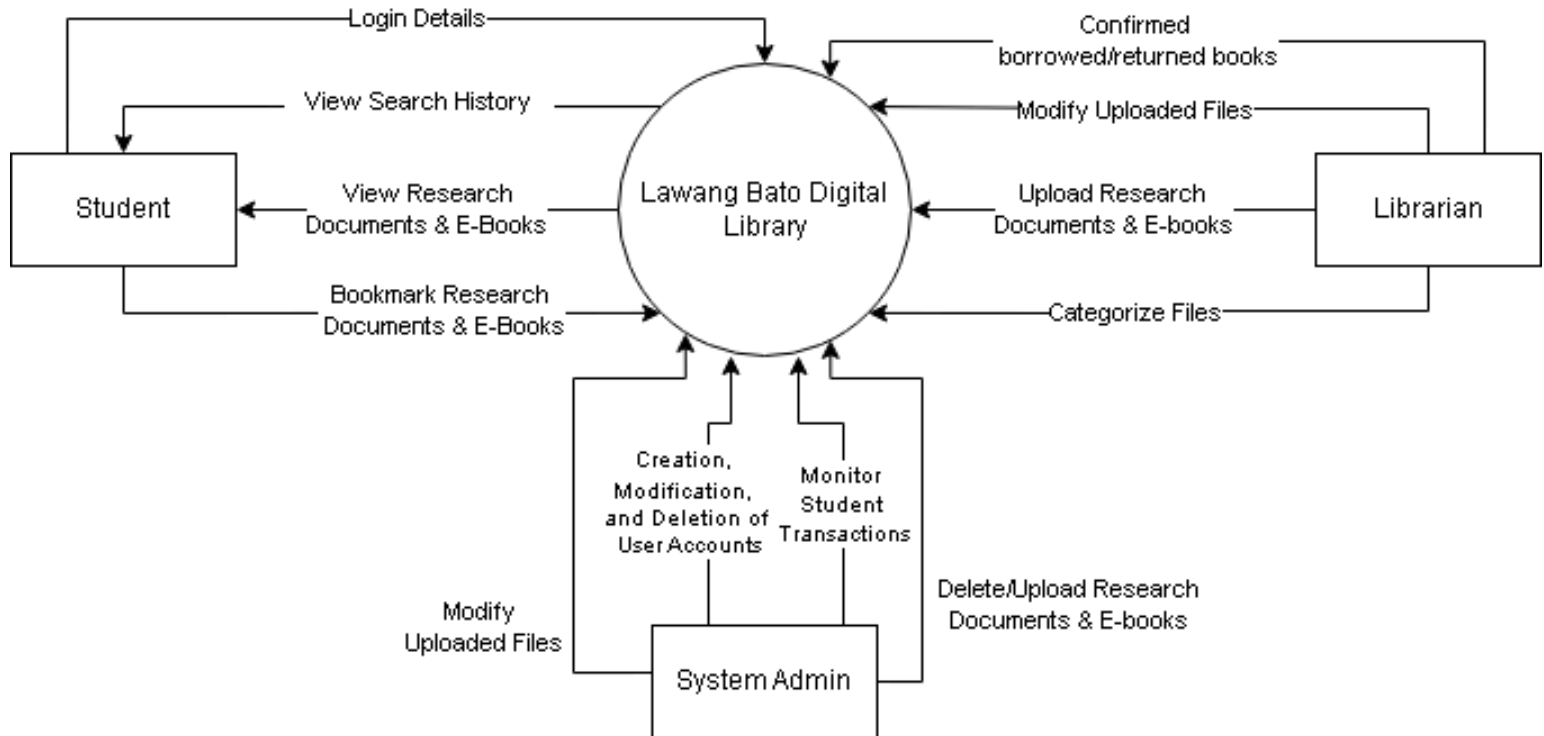 Login Details
Confirmed
borrowed/returned books
View Search History
Modify Uploaded Files
Student
View Research
Documents & E-Books
Lawang Bato Digital
Library
Upload Research
Documents & E-books
Librarian
Bookmark Research
Documents & E-Books
Categorize Files
Creation,
Modification,
and Deletion of
User Accounts
Monitor
Student
Transactions
Modify
Uploaded Files
Delete/Upload Research
Documents & E-books
System Admin